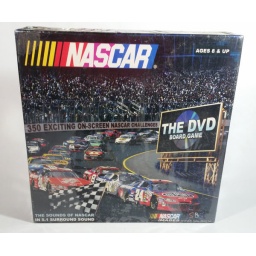 NASCAR
AGES 8 & UP
350 EXCITING ON-SCREEN NASCAR CHALLENGES
THE DVD
BOARD GAME
THE SOUNDS OF NASCAR
IN 5.1 SURROUND SOUND
NASCAR